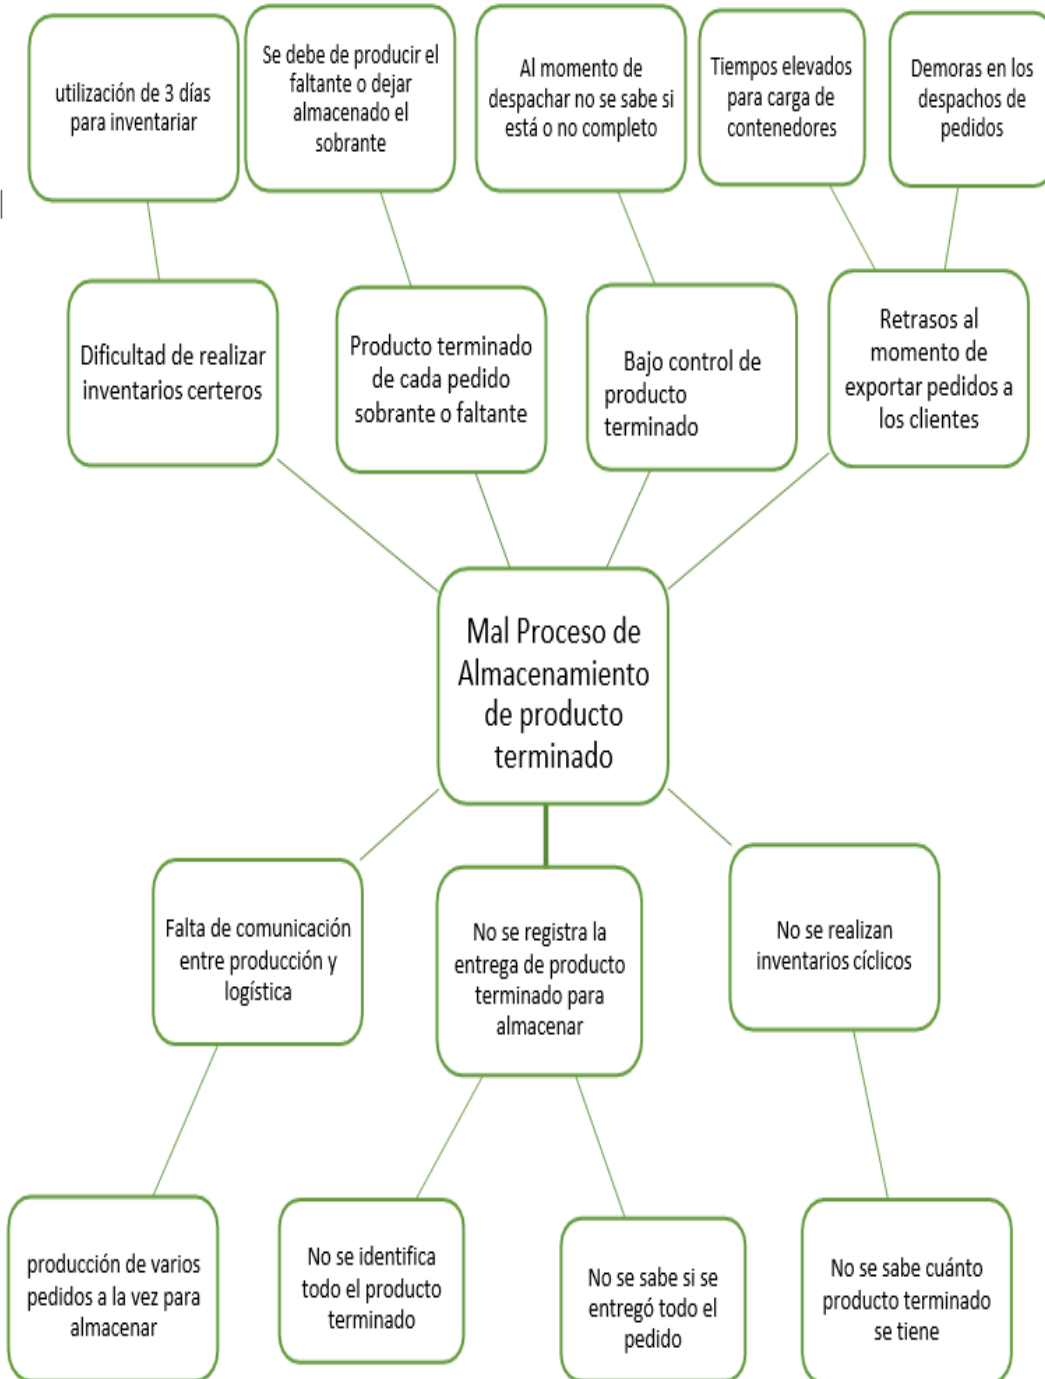 utilización de 3 días
para inventariar
Se debe de producir el
faltante o dejar
almacenado el
sobrante
Al momento de
despachar no se sabe si
está o no completo
Tiempos elevados
para carga de
contenedores
Demoras en los
despachos de
pedidos
Dificultad de realizar
inventarios certeros
Producto terminado
de cada pedido
sobrante o faltante
Bajo control de
producto
terminado
Retrasos al
momento de
exportar pedidos a
los clientes
Mal Proceso de
Almacenamiento
de producto
terminado
Falta de comunicación
entre producción y
logística
No se registra la
entrega de producto
terminado para
almacenar
No se realizan
inventarios cíclicos
producción de varios
pedidos a la vez para
almacenar
No se identifica
todo el producto
terminado
No se sabe si se
entregó todo el
pedido
No se sabe cuánto
producto terminado
se tiene